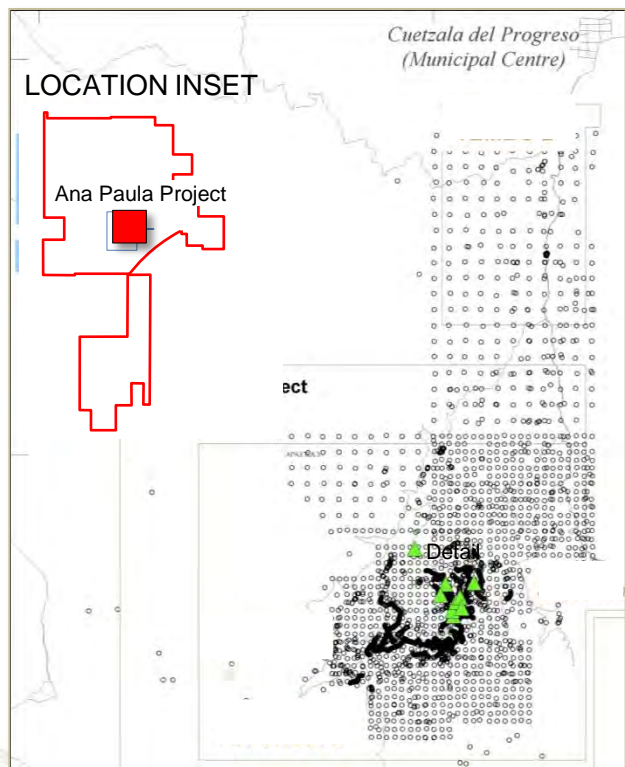 Cuetzala del Progreso
(Municipal Centre)
LOCATION INSET
Ana Paula Project
ect
Detail